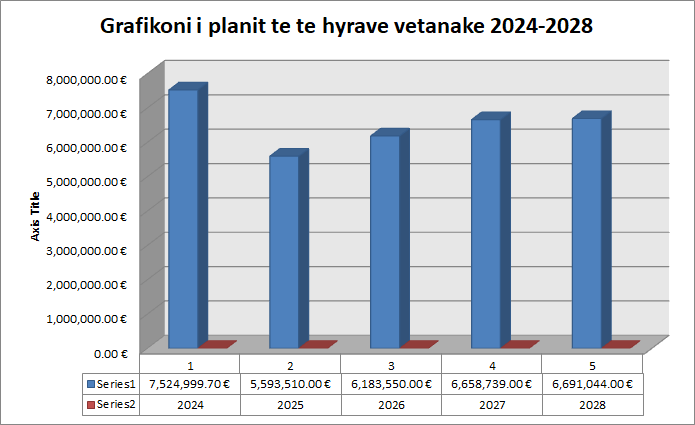 Grafikoni i planit te te hyrave vetanake 2024-2028
8,000,000.00 €
7,000,000.00 €
6,000,000.00 €
5,000,000.00 €
4,000,000.00 €
3,000,000.00 €
2,000,000.00 €
1,000,000.00 €
0.00 €
Axis Title
1 2 3 4 5
Series1 7,524,999.70 € 5,593,510.00 € 6,183,550.00 € 6,658,739.00 € 6,691,044.00 €
Series2 2024 2025 2026 2027 2028